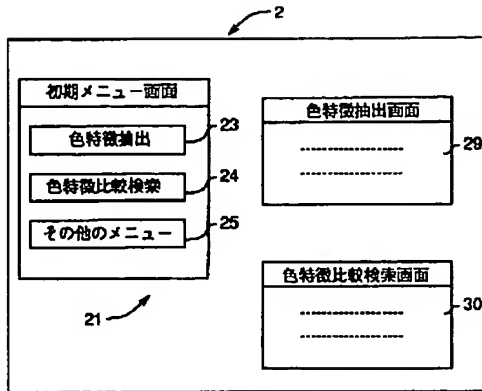 2
初期メニュー画面
色特徴抽出
23
色特徴比較検索
24
その他のメニュー
25
21
色特徴抽出画面
29
色特徴比較検索画面
30